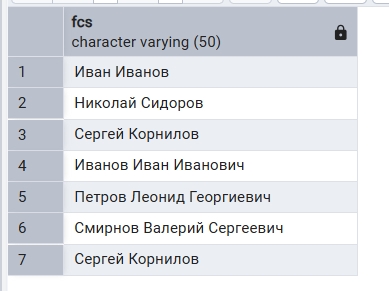 fcs
character varying (50)
1 Иван Иванов
2 Николай Сидоров
3 Сергей Корнилов
4 Иванов Иван Иванович
5 Петров Леонид Георгиевич
6 Смирнов Валерий Сергеевич
7 Сергей Корнилов